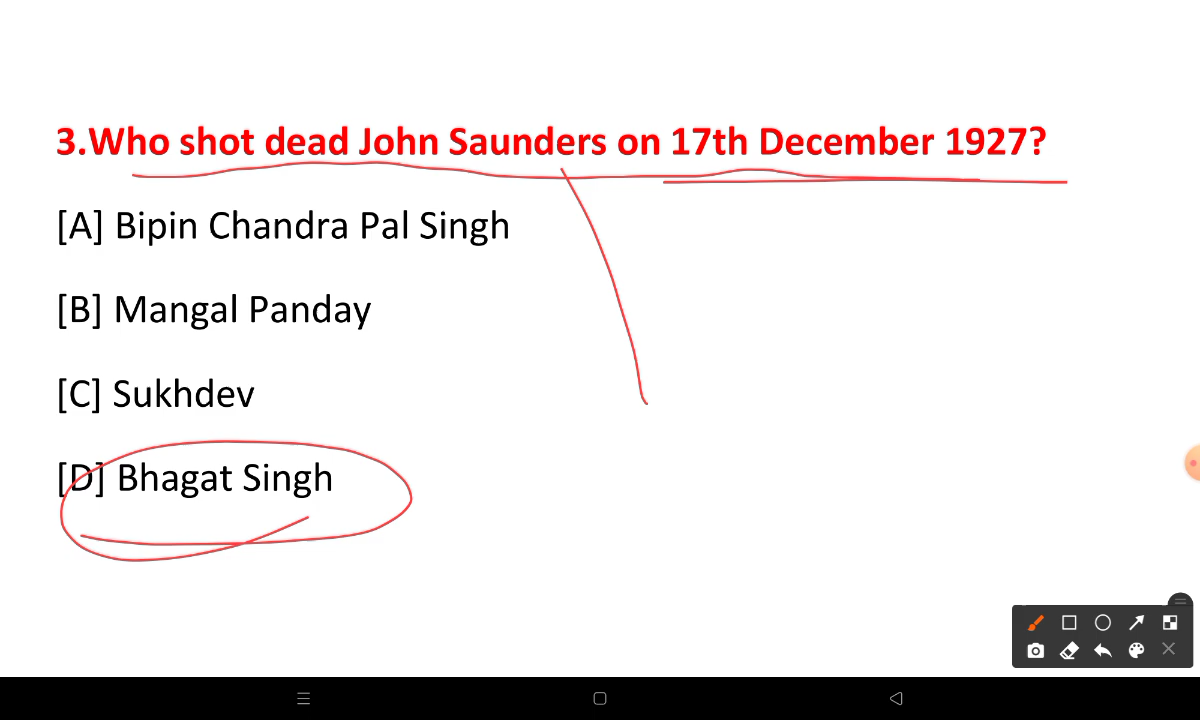 3.Who shot dead John Saunders on 17th December 1927?
[A] Bipin Chandra Pal Singh
[B] Mangal Panday
[C] Sukhdev
[D] Bhagat Singh